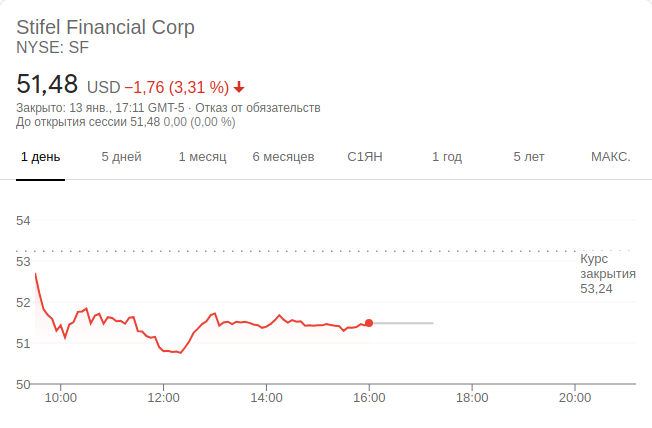 Stifel Financial Corp
NYSE: SF
51,48 USD −1,76 (3,31 %)
Закрыто: 13 янв., 17:11 GMT-5 · Отказ от обязательств
До открытия сессии 51,48 0,00 (0,00 %)
1 день 5 дней 1 месяц 6 месяцев С1ЯН 1 год 5 лет МАКС.
54
53
52
51
50
Курс
закрытия
53,24
10:00 12:00 14:00 16:00 18:00 20:00